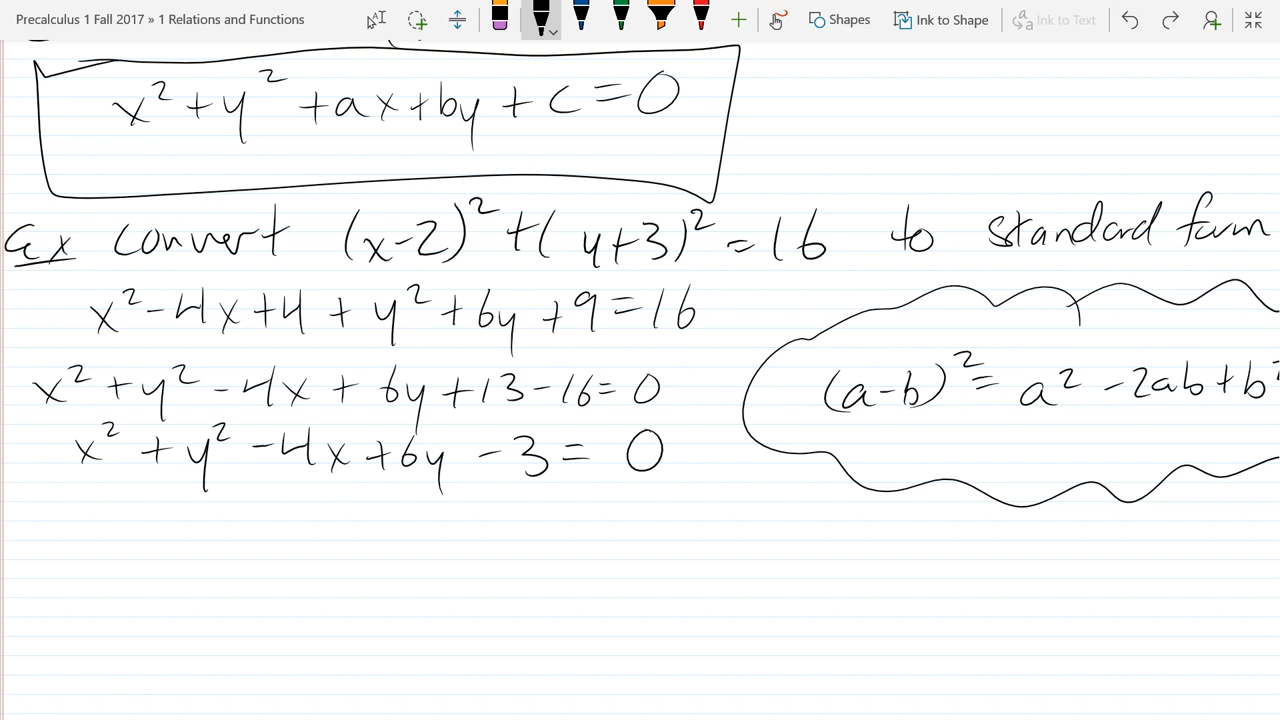 Precalculus 1 Fall 2017 » 1 Relations and Functions
Shapes
Ink to Shape
Ink to Text
x² + y² + ax + by + c = 0
Ex convert (x-2)² + (y+3)² = 16 to standard form
x² - 4x + 4 + y² + 6y + 9 = 16
x² + y² - 4x + 6y + 13 - 16 = 0
(a-b)² = a² - 2ab + b²
x² + y² - 4x + 6y - 3 = 0